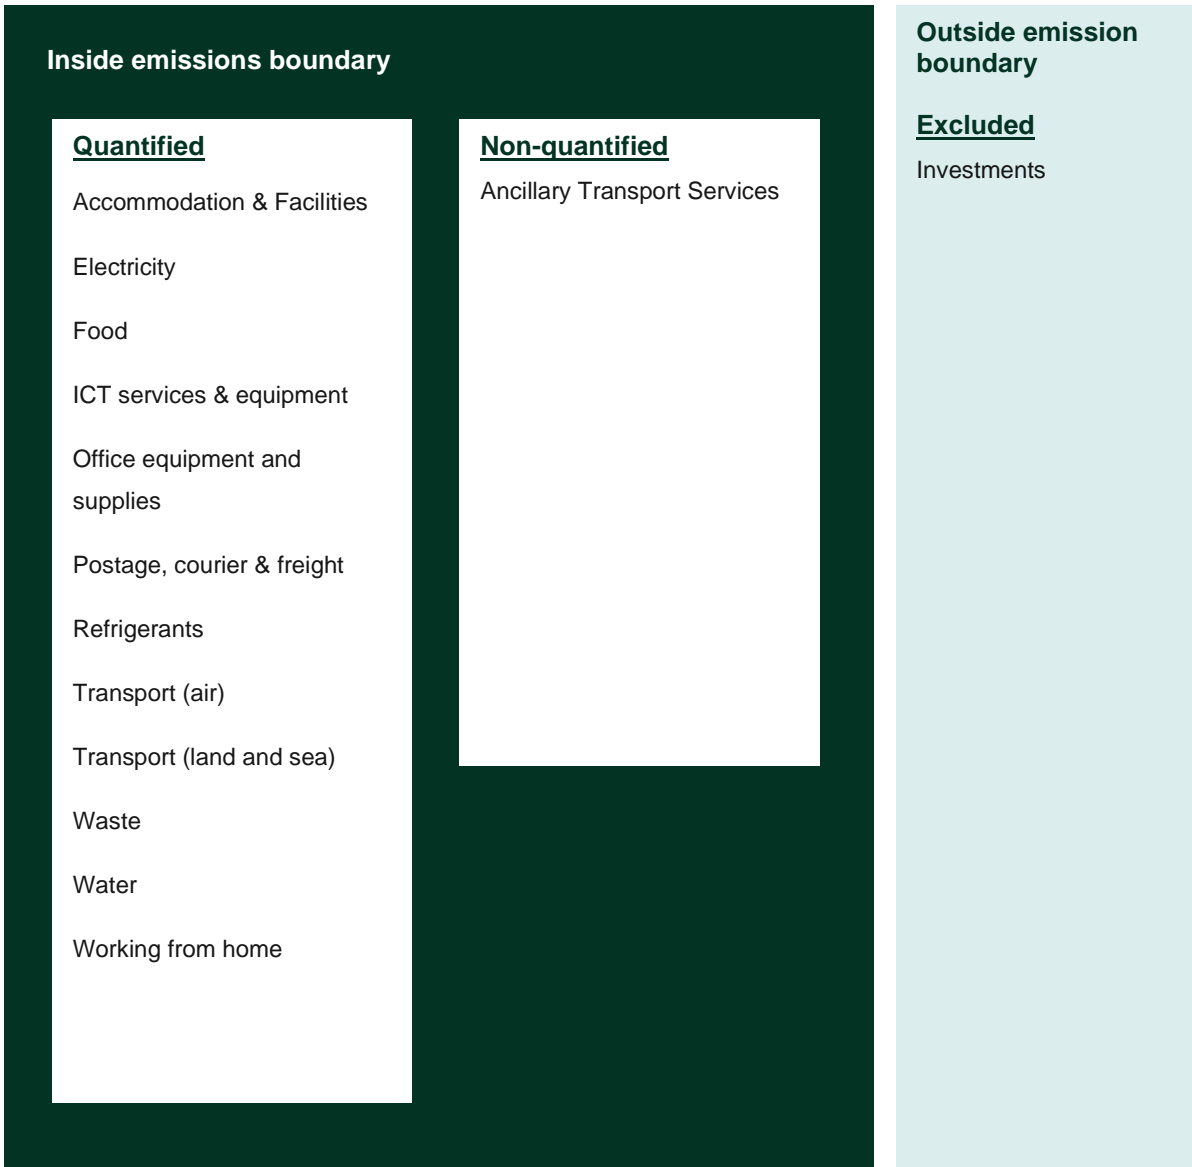 Inside emissions boundary
Quantified
Accommodation & Facilities
Electricity
Food
ICT services & equipment
Office equipment and
supplies
Postage, courier & freight
Refrigerants
Transport (air)
Transport (land and sea)
Waste
Water
Working from home
Non-quantified
Ancillary Transport Services
Outside emission
boundary
Excluded
Investments